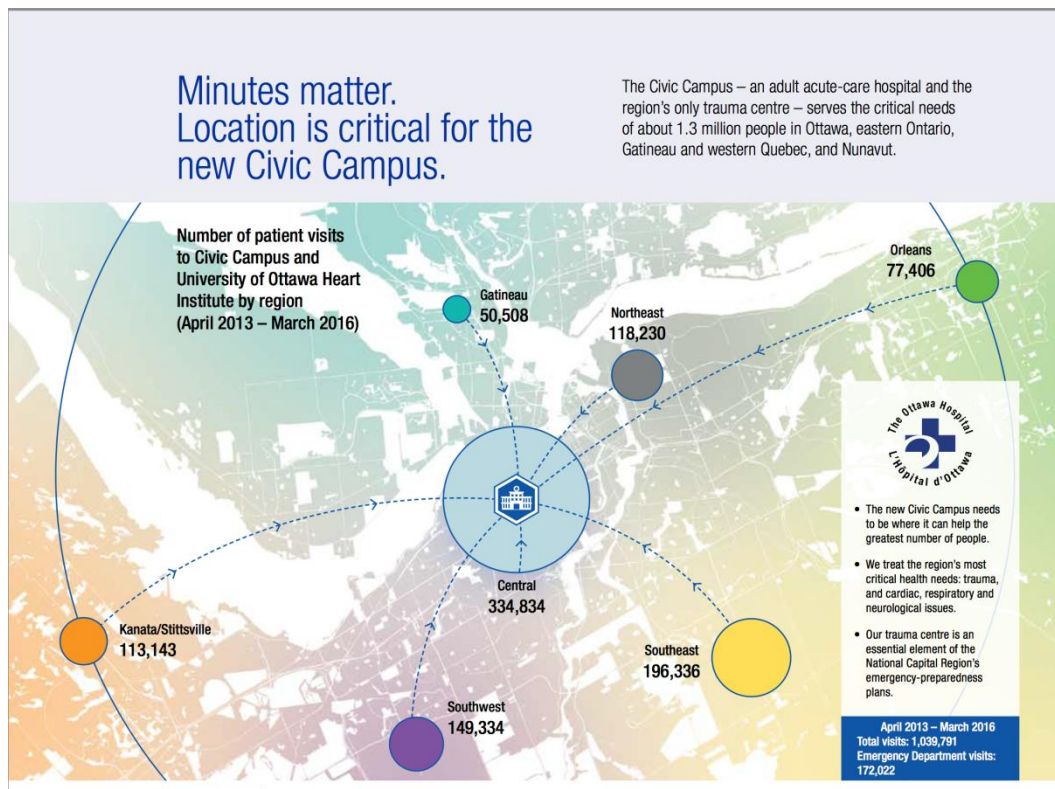 Minutes matter.
Location is critical for the
new Civic Campus.
The Civic Campus – an adult acute-care hospital and the
region's only trauma centre – serves the critical needs
of about 1.3 million people in Ottawa, eastern Ontario,
Gatineau and western Quebec, and Nunavut.
Number of patient visits
to Civic Campus and
University of Ottawa Heart
Institute by region
(April 2013 – March 2016)
Orleans
77,406
Gatineau
50,508
Northeast
118,230
Central
334,834
Kanata/Stittsville
113,143
Southeast
196,336
Southwest
149,334
The Ottawa Hospital
L'Hôpital d'Ottawa
• The new Civic Campus needs
to be where it can help the
greatest number of people.
• We treat the region's most
critical health needs: trauma,
and cardiac, respiratory and
neurological issues.
• Our trauma centre is an
essential element of the
National Capital Region's
emergency-preparedness
plans.
April 2013 – March 2016
Total visits: 1,039,791
Emergency Department visits:
172,022